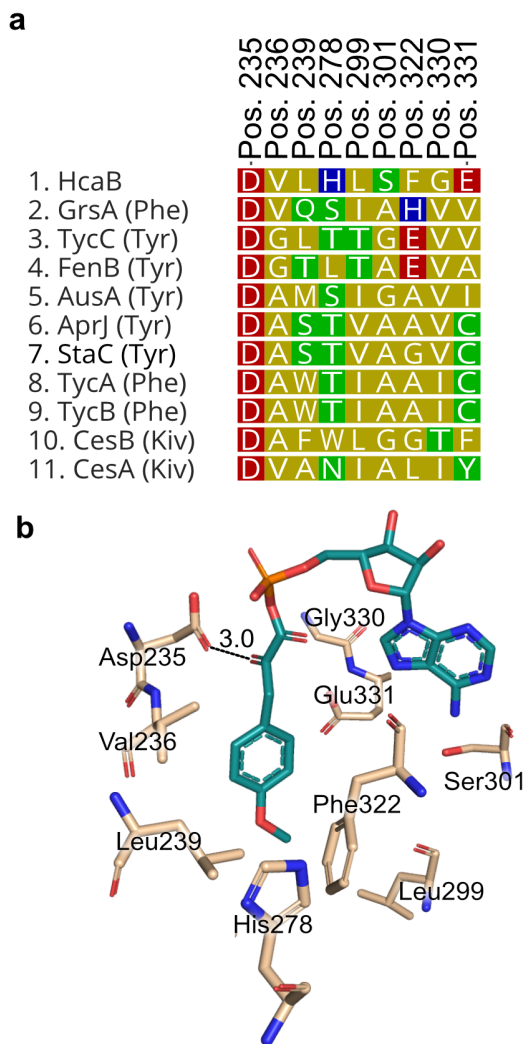 a
Pos. 235
Pos. 236
Pos. 239
Pos. 278
Pos. 299
Pos. 301
Pos. 322
Pos. 330
Pos. 331
1. HcaB D V L H L S F G E
2. GrsA (Phe) D V Q S I A H V V
3. TycC (Tyr) D G L T T G E V V
4. FenB (Tyr) D G T L T A E V A
5. AusA (Tyr) D A M S I G A V I
6. AprJ (Tyr) D A S T V A A V C
7. StaC (Tyr) D A S T V A G V C
8. TycA (Phe) D A W T I A A I C
9. TycB (Phe) D A W T I A A I C
10. CesB (Kiv) D A F W L G G T F
11. CesA (Kiv) D V A N I A L I Y
b
3.0
Gly330
Asp235
Glu331
Val236
Ser301
Phe322
Leu239
Leu299
His278